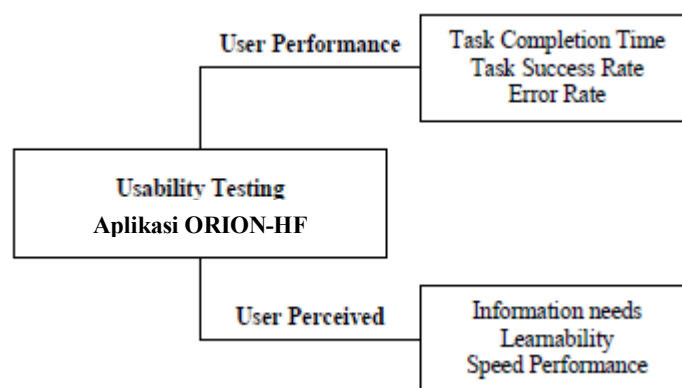 User Performance
Task Completion Time
Task Success Rate
Error Rate
Usability Testing
Aplikasi ORION-HF
User Perceived
Information needs
Learnability
Speed Performance